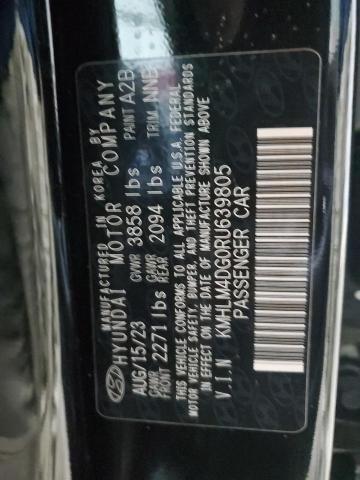 MANUFACTURED IN KOREA BY
HYUNDAI MOTOR COMPANY
AUG/15/23 GVWR 3858 lbs PAINT A2B
GAWR FRONT 2271 lbs GAWR REAR 2094 lbs TRIM NNB
THIS VEHICLE CONFORMS TO ALL APPLICABLE U.S.A. FEDERAL
MOTOR VEHICLE SAFETY, BUMPER, AND THEFT PREVENTION STANDARDS
IN EFFECT ON THE DATE OF MANUFACTURE SHOWN ABOVE
V.I.N KMHLM4DG0RU639805
PASSENGER CAR